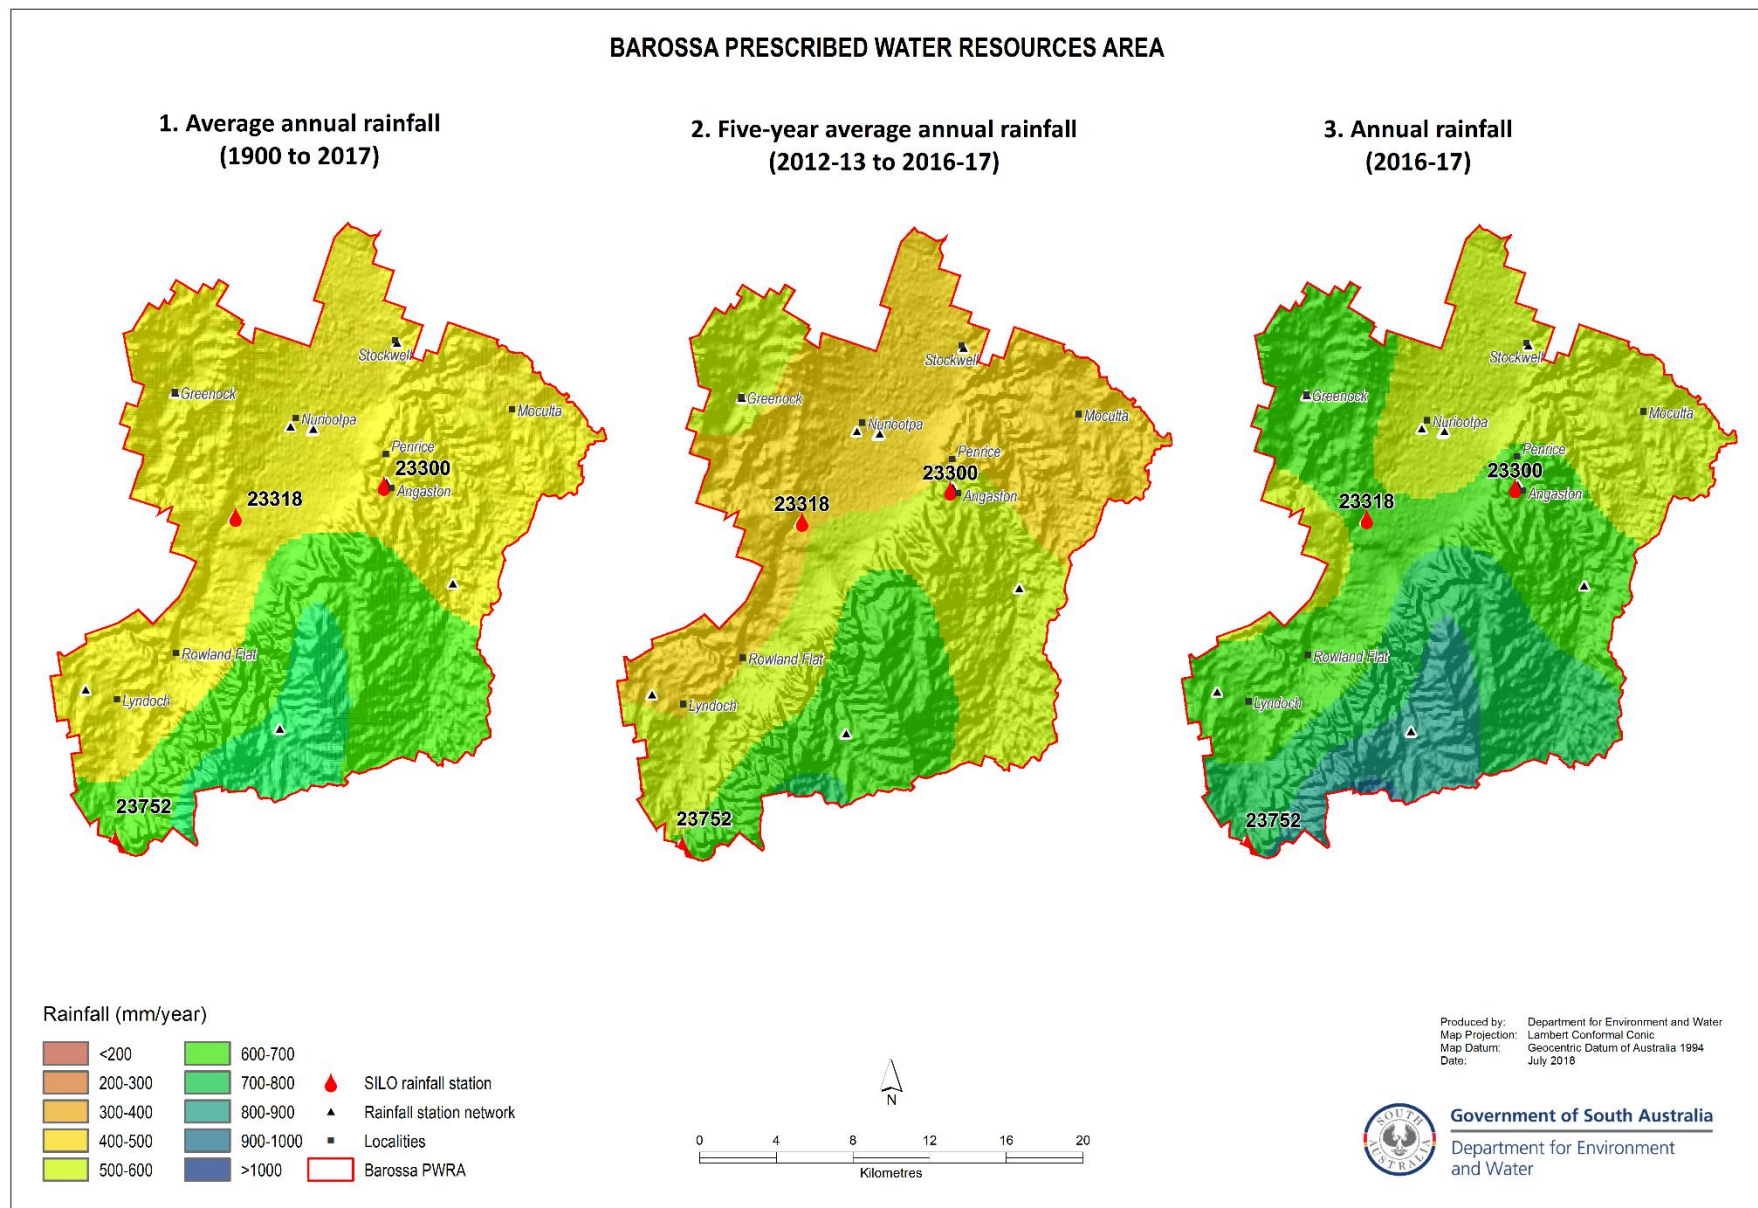 BAROSSA PRESCRIBED WATER RESOURCES AREA
1. Average annual rainfall
(1900 to 2017)
2. Five-year average annual rainfall
(2012-13 to 2016-17)
3. Annual rainfall
(2016-17)
Stockwell
Greenock
Nuriootpa
Moculta
Penrice
23300
Angaston
23318
Rowland Flat
Lyndoch
23752
Stockwell
Greenock
Nuriootpa
Moculta
Penrice
23300
Angaston
23318
Rowland Flat
Lyndoch
23752
Stockwell
Greenock
Nuriootpa
Moculta
Penrice
23300
Angaston
23318
Rowland Flat
Lyndoch
23752
Rainfall (mm/year)
<200
200-300
300-400
400-500
500-600
600-700
700-800
800-900
900-1000
>1000
SILO rainfall station
Rainfall station network
Localities
Barossa PWRA
N
0 4 8 12 16 20
Kilometres
Produced by: Department for Environment and Water
Map Projection: Lambert Conformal Conic
Map Datum: Geocentric Datum of Australia 1994
Date: July 2018
SOUTH AUSTRALIA
Government of South Australia
Department for Environment
and Water